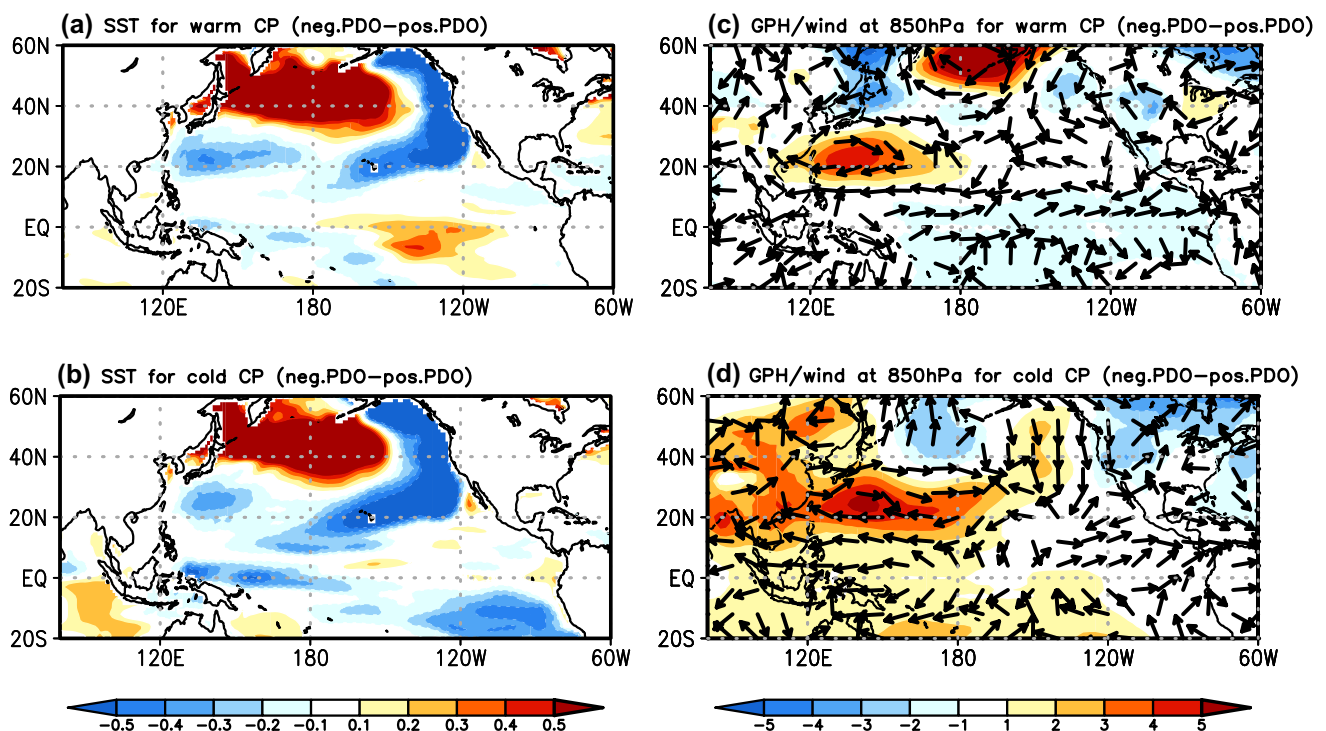 (a) SST for warm CP (neg.PDO−pos.PDO)
60N
40N
20N
EQ
20S
120E 180 120W 60W
(c) GPH/wind at 850hPa for warm CP (neg.PDO−pos.PDO)
60N
40N
20N
EQ
20S
120E 180 120W 60W
(b) SST for cold CP (neg.PDO−pos.PDO)
60N
40N
20N
EQ
20S
120E 180 120W 60W
(d) GPH/wind at 850hPa for cold CP (neg.PDO−pos.PDO)
60N
40N
20N
EQ
20S
120E 180 120W 60W
−0.5 −0.4 −0.3 −0.2 −0.1 0.1 0.2 0.3 0.4 0.5
−5 −4 −3 −2 −1 1 2 3 4 5